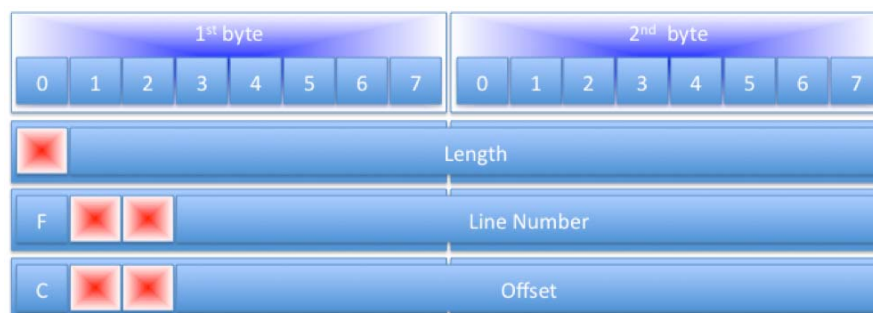 1st byte 2nd byte
0 1 2 3 4 5 6 7 0 1 2 3 4 5 6 7
Length
F Line Number
C Offset